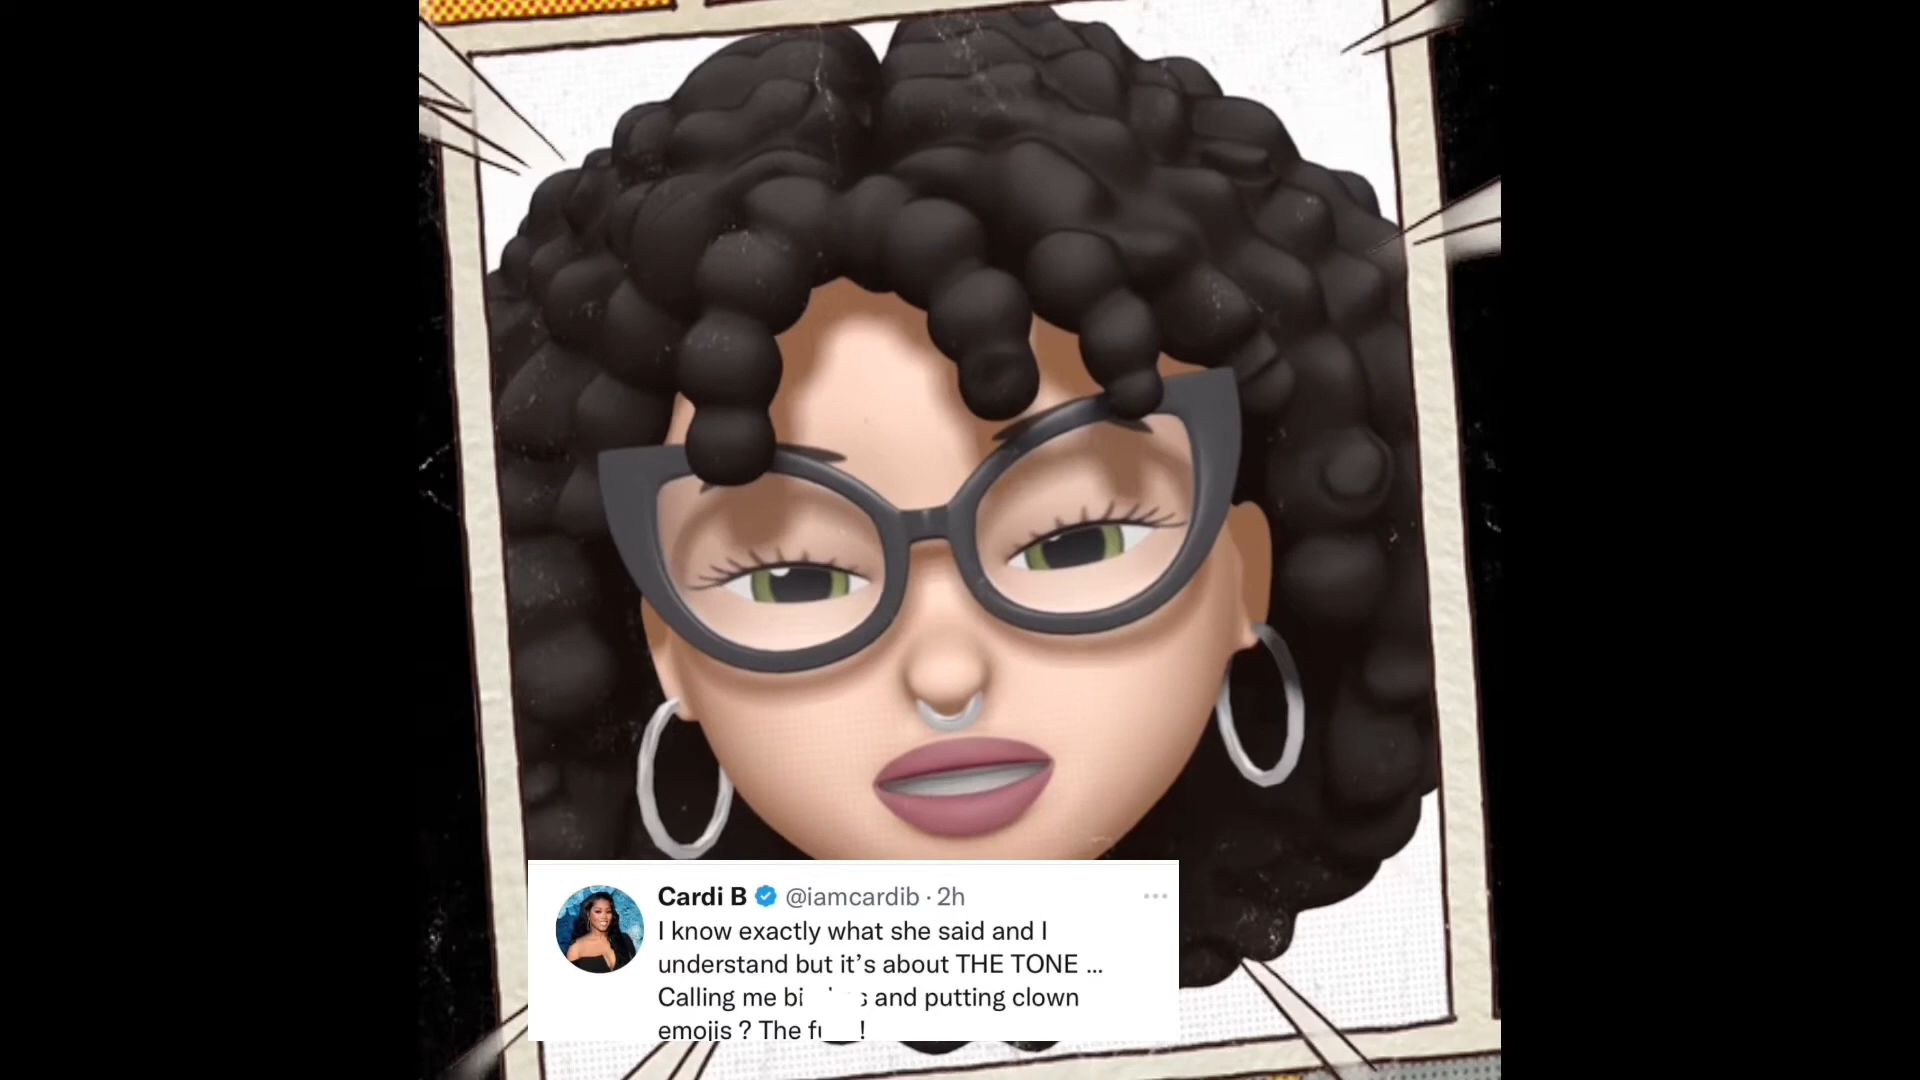 Cardi B @iamcardib · 2h
I know exactly what she said and I
understand but it’s about THE TONE ...
Calling me and putting clown
emojis ? The !